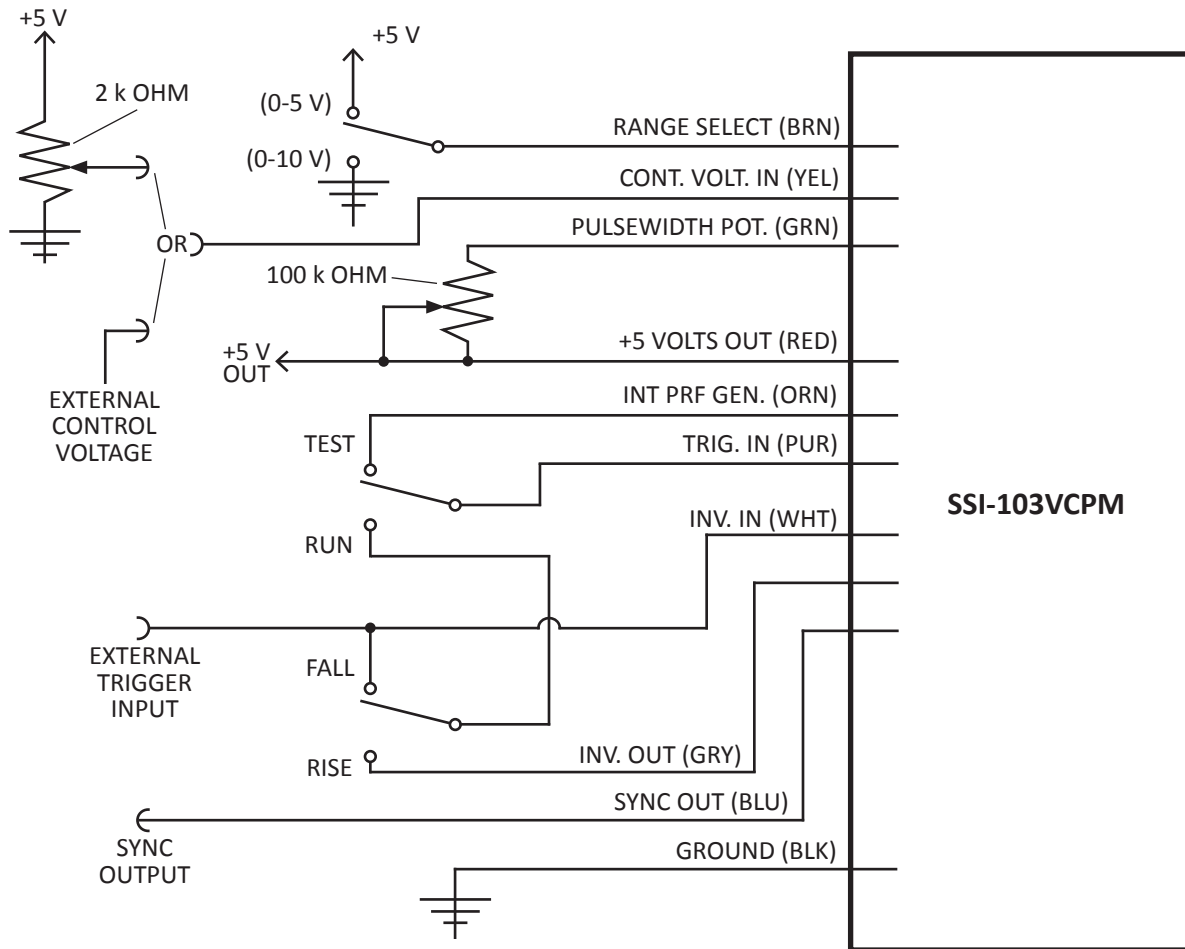 +5 V
2 k OHM
+5 V
(0-5 V)
(0-10 V)
RANGE SELECT (BRN)
CONT. VOLT. IN (YEL)
PULSEWIDTH POT. (GRN)
OR
100 k OHM
+5 V
OUT
+5 VOLTS OUT (RED)
EXTERNAL
CONTROL
VOLTAGE
INT PRF GEN. (ORN)
TEST
TRIG. IN (PUR)
SSI-103VCPM
INV. IN (WHT)
RUN
EXTERNAL
TRIGGER
INPUT
FALL
RISE
INV. OUT (GRY)
SYNC OUT (BLU)
SYNC
OUTPUT
GROUND (BLK)